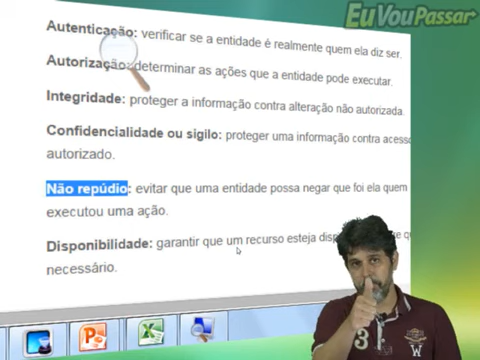 EuVouPassar
Autenticação: verificar se a entidade é realmente quem ela diz ser.
Autorização: determinar as ações que a entidade pode executar.
Integridade: proteger a informação contra alteração não autorizada.
Confidencialidade ou sigilo: proteger uma informação contra acesso
autorizado.
Não repúdio: evitar que uma entidade possa negar que foi ela quem
executou uma ação.
Disponibilidade: garantir que um recurso esteja
necessário.
3
W